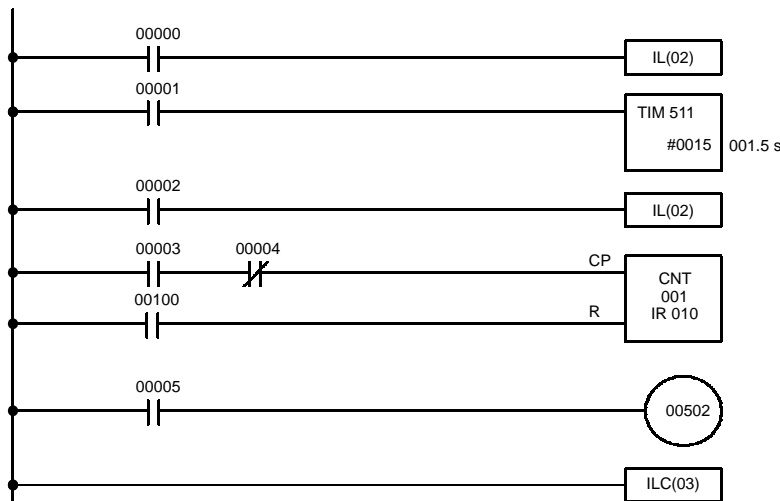 00000
IL(02)
00001
TIM 511
#0015
001.5 s
00002
IL(02)
00003
00004
CP
CNT
001
IR 010
00100
R
00005
00502
ILC(03)